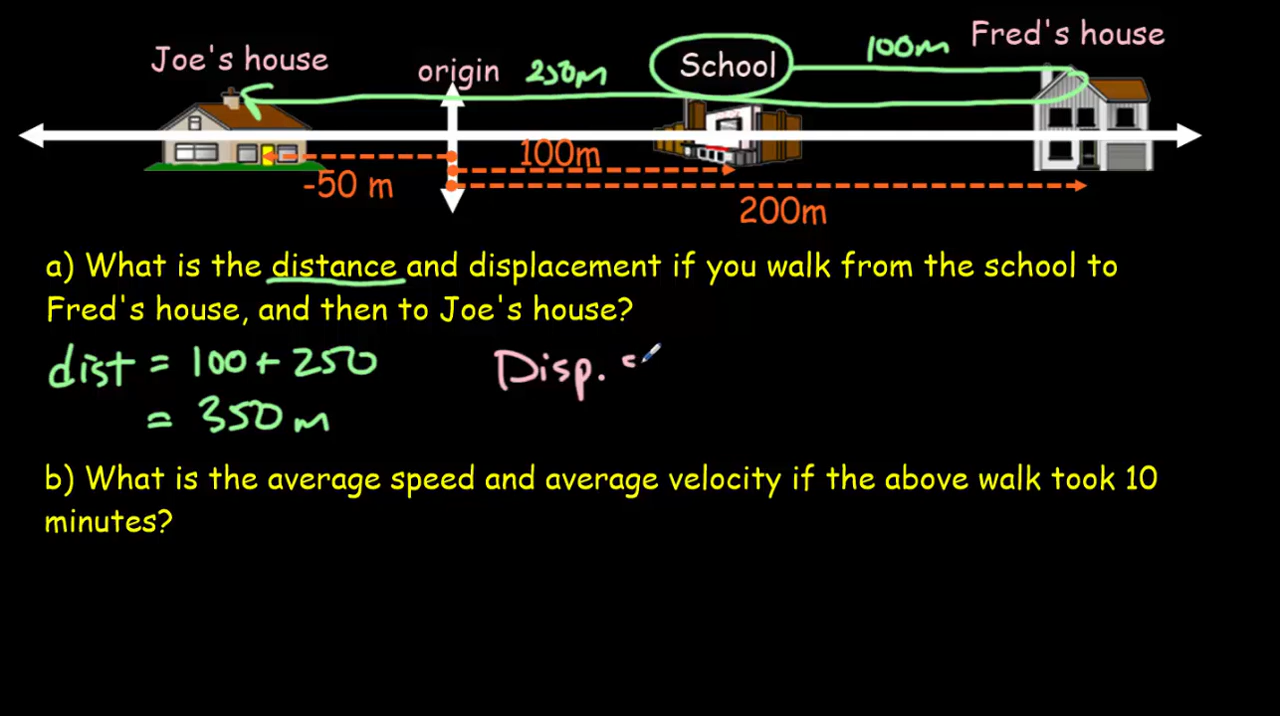 Joe's house
origin
250m
School
100m
Fred's house
100m
-50 m
200m
a) What is the distance and displacement if you walk from the school to
Fred's house, and then to Joe's house?
dist = 100 + 250
= 350 m
Disp. =
b) What is the average speed and average velocity if the above walk took 10
minutes?